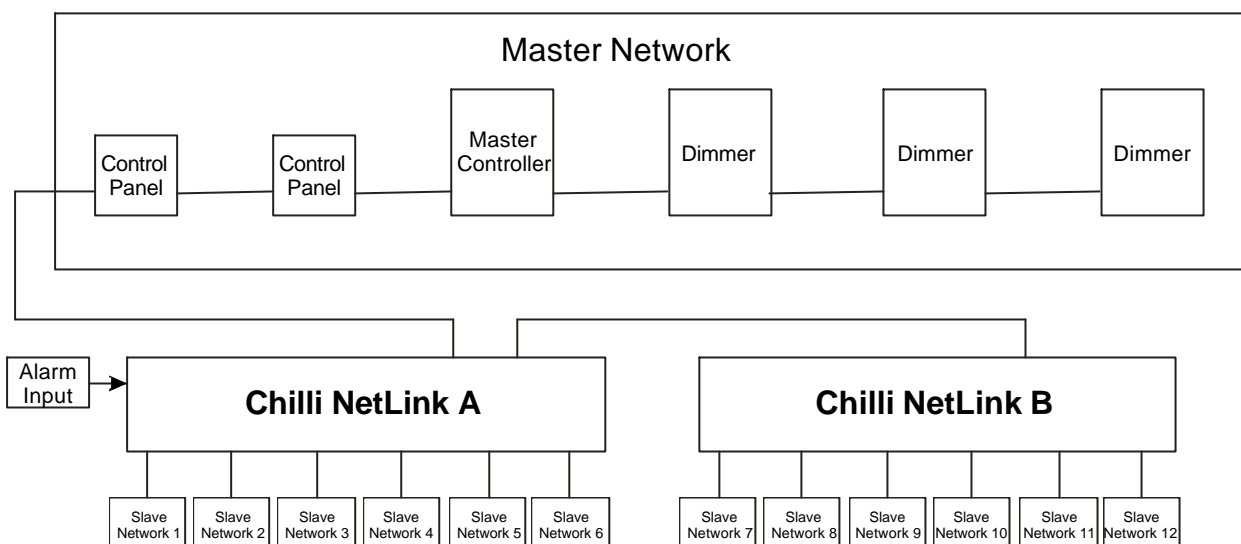 Master Network
Control
Panel
Control
Panel
Master
Controller
Dimmer
Dimmer
Dimmer
Alarm
Input
Chilli NetLink A
Chilli NetLink B
Slave
Network 1
Slave
Network 2
Slave
Network 3
Slave
Network 4
Slave
Network 5
Slave
Network 6
Slave
Network 7
Slave
Network 8
Slave
Network 9
Slave
Network 10
Slave
Network 11
Slave
Network 12